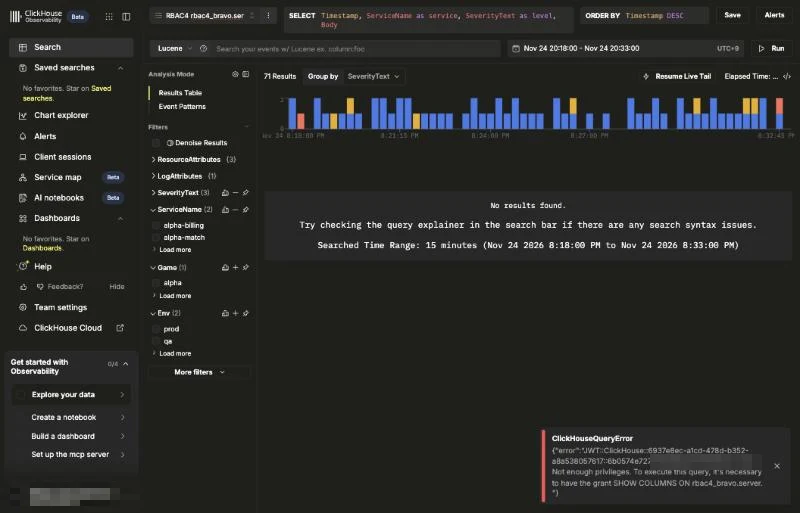 ClickHouse
Observability
Beta
Search
Saved searches
No favorites. Star on Saved
searches.
Chart explorer
Alerts
Client sessions
Service map
Beta
AI notebooks
Beta
Dashboards
No favorites. Star on
Dashboards.
Help
Feedback?
Hide
Team settings
ClickHouse Cloud
Get started with
Observability
0/4
Explore your data
Create a notebook
Build a dashboard
Set up the mcp server
RBAC4 rbac4_bravo.ser
SELECT Timestamp, ServiceName as service, SeverityText as level,
Body
ORDER BY Timestamp DESC
Save
Alerts
Lucene
Search your events w/ Lucene ex. column:foo
Nov 24 20:18:00 - Nov 24 20:33:00
UTC+9
Run
Analysis Mode
Results Table
Event Patterns
Filters
Denoise Results
ResourceAttributes (3)
LogAttributes (1)
SeverityText (3)
ServiceName (2)
alpha-billing
alpha-match
Load more
Game (1)
alpha
Load more
Env (2)
prod
qa
Load more
More filters
71 Results
Group by
SeverityText
Resume Live Tail
Elapsed Time: ...
2
0
Nov 24 8:18:00 PM
8:21:15 PM
8:24:00 PM
8:27:00 PM
8:32:45 PM
No results found.
Try checking the query explainer in the search bar if there are any search syntax issues.
Searched Time Range: 15 minutes (Nov 24 2026 8:18:00 PM to Nov 24 2026 8:33:00 PM)
ClickHouseQueryError
{"error":"JWT::ClickHouse::6937e8ec-a1cd-478d-b352-
a8a538057617::6b0574e727
Not enough privileges. To execute this query, it's necessary
to have the grant SHOW COLUMNS ON rbac4_bravo.server.
"}